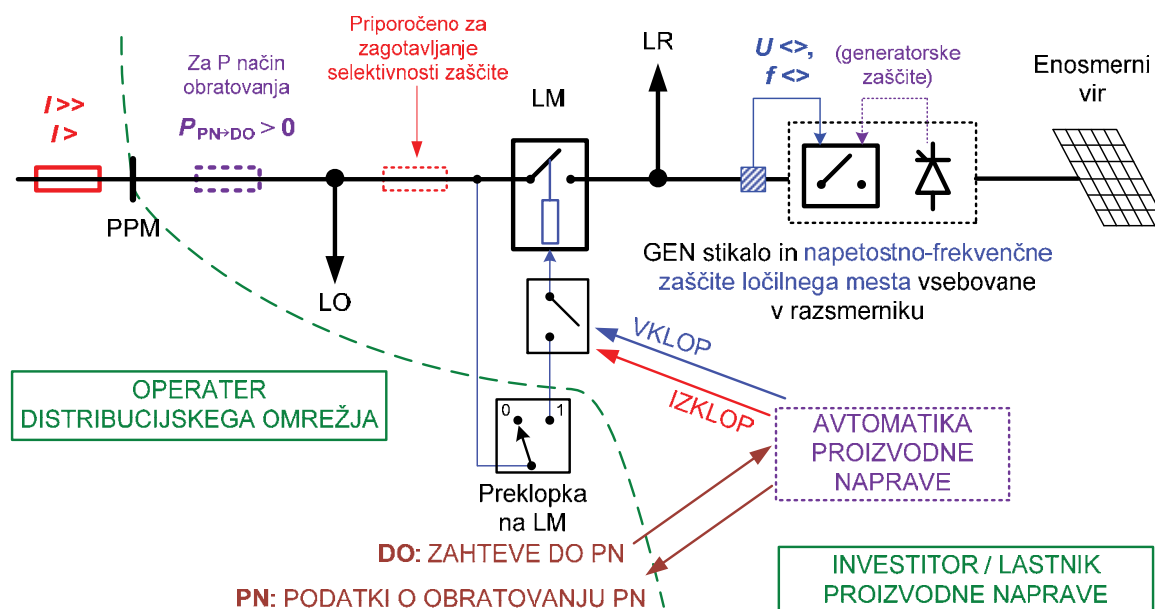 Priporočeno za
zagotavljanje
selektivnosti zaščite
Za P način
obratovanja
P PN→DO > 0
I >>
I >
PPM
LO
LM
LR
U <>,
f <>
(generatorske
zaščite)
Enosmerni
vir
GEN stikalo in napetostno-frekvenčne
zaščite ločilnega mesta vsebovane
v razsmerniku
VKLOP
IZKLOP
OPERATER
DISTRIBUCIJSKEGA OMREŽJA
0 1
Preklopka
na LM
AVTOMATIKA
PROIZVODNE
NAPRAVE
DO: ZAHTEVE DO PN
PN: PODATKI O OBRATOVANJU PN
INVESTITOR / LASTNIK
PROIZVODNE NAPRAVE